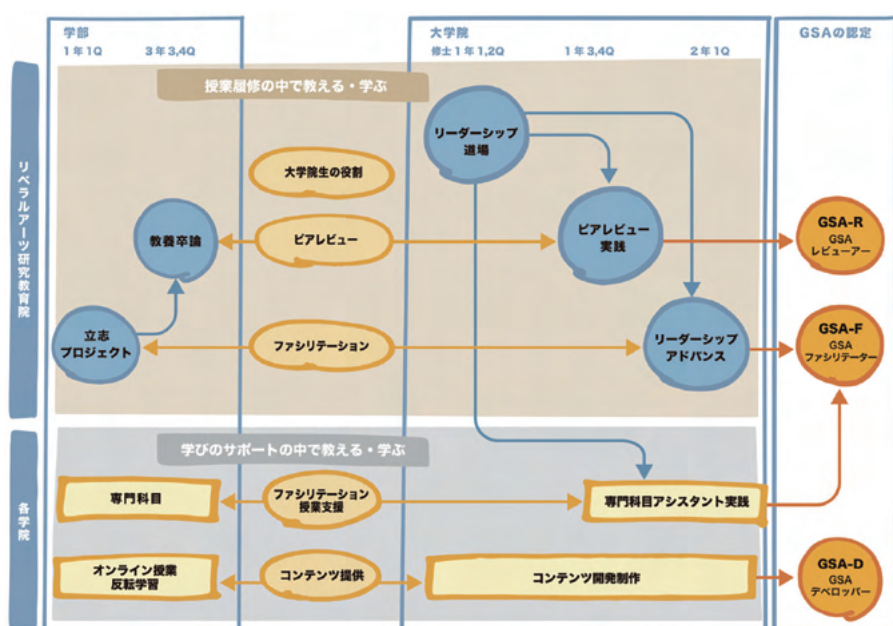 学部
1年1Q
3年3,4Q
大学院
修士1年1,2Q
1年3,4Q
2年1Q
GSAの認定
リベラルアーツ研究教育院
授業履修の中で教える・学ぶ
リーダーシップ
道場
大学院生の役割
教養卒論
ピアレビュー
ピアレビュー
実践
GSA-R
GSA
レビューアー
立志
プロジェクト
ファシリテーション
リーダーシップ
アドバンス
GSA-F
GSA
ファシリテーター
各学院
学びのサポートの中で教える・学ぶ
専門科目
ファシリテーション
授業支援
専門科目アシスタント実践
オンライン授業
反転学習
コンテンツ提供
コンテンツ開発制作
GSA-D
GSA
デベロッパー